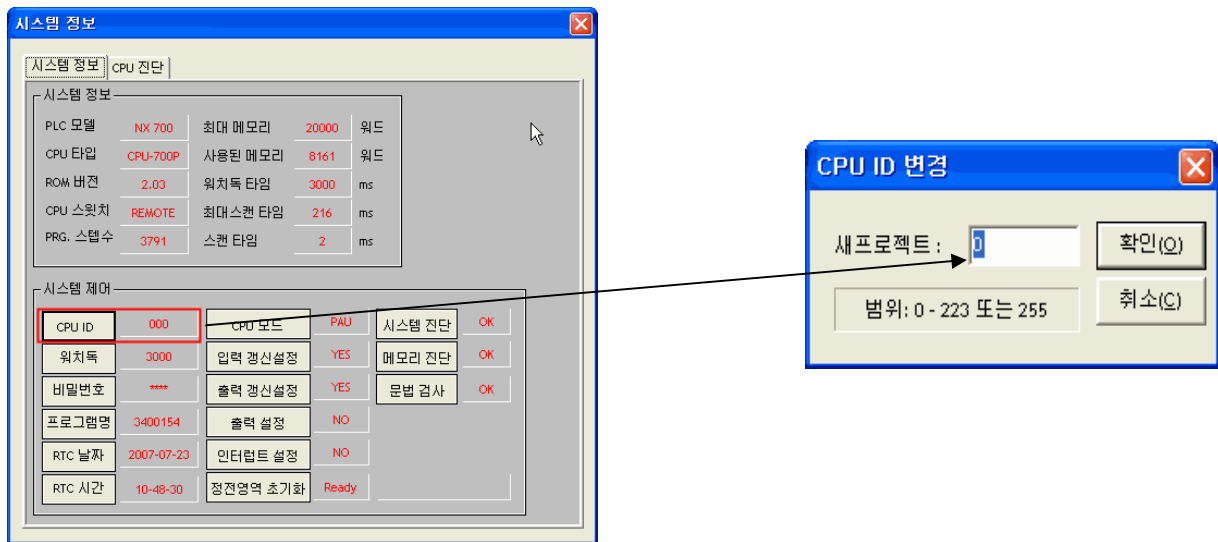 시스템 정보
시스템 정보 CPU 진단
시스템 정보
PLC 모델 NX 700 최대 메모리 20000 워드
CPU 타입 CPU-700P 사용된 메모리 8161 워드
ROM 버전 2.03 워치독 타임 3000 ms
CPU 스윗치 REMOTE 최대스캔 타임 216 ms
PRG. 스텝수 3791 스캔 타임 2 ms
시스템 제어
CPU ID 000 CPU 모드 PAU 시스템 진단 OK
워치독 3000 입력 갱신설정 YES 메모리 진단 OK
비밀번호 **** 출력 갱신설정 YES 문법 검사 OK
프로그램명 3400154 출력 설정 NO
RTC 날짜 2007-07-23 인터럽트 설정 NO
RTC 시간 10-48-30 정전영역 초기화 Ready
CPU ID 변경
새프로젝트 : 0 확인(O)
범위: 0 - 223 또는 255 취소(C)